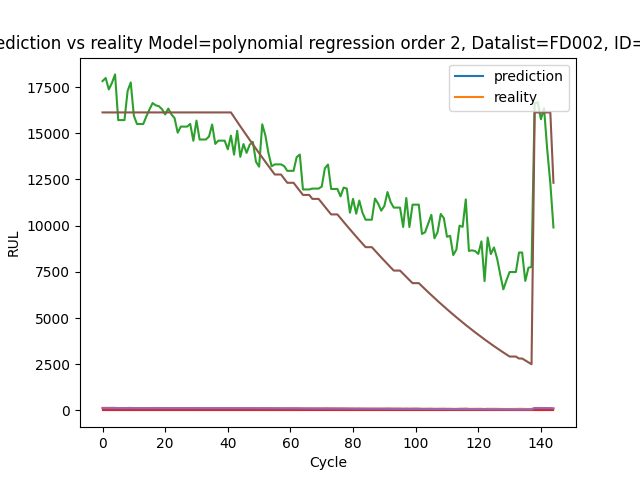 ediction vs reality Model=polynomial regression order 2, Datalist=FD002, ID=
prediction
reality
17500
15000
12500
10000
7500
5000
2500
0
RUL
0 20 40 60 80 100 120 140
Cycle